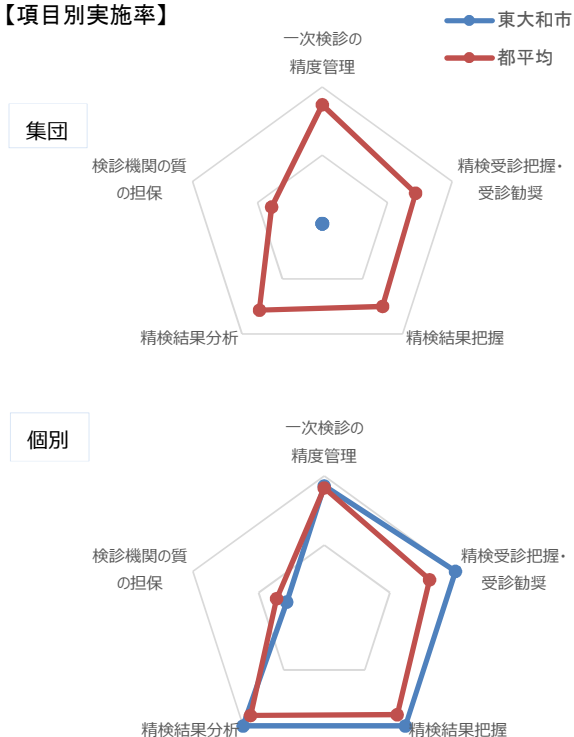 【項目別実施率】
東大和市
都平均
集団
一次検診の
精度管理
精検受診把握・
受診勧奨
精検結果把握
精検結果分析
検診機関の質
の担保
個別
一次検診の
精度管理
精検受診把握・
受診勧奨
精検結果把握
精検結果分析
検診機関の質
の担保